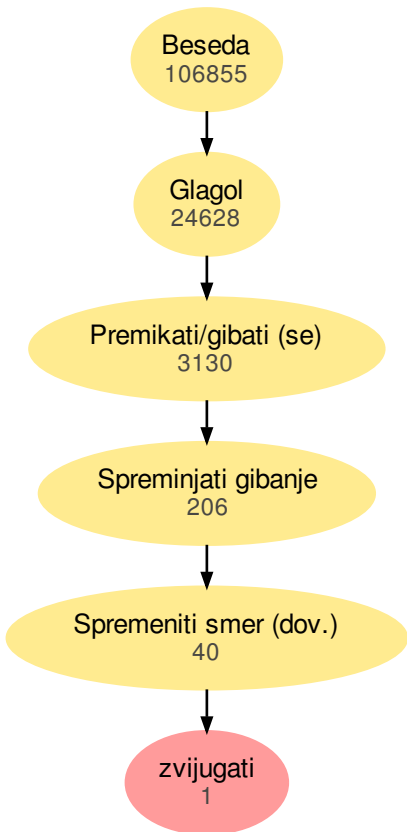 Beseda
106855
Glagol
24628
Premikati/gibati (se)
3130
Spreminjati gibanje
206
Spremeniti smer (dov.)
40
zvijugati
1